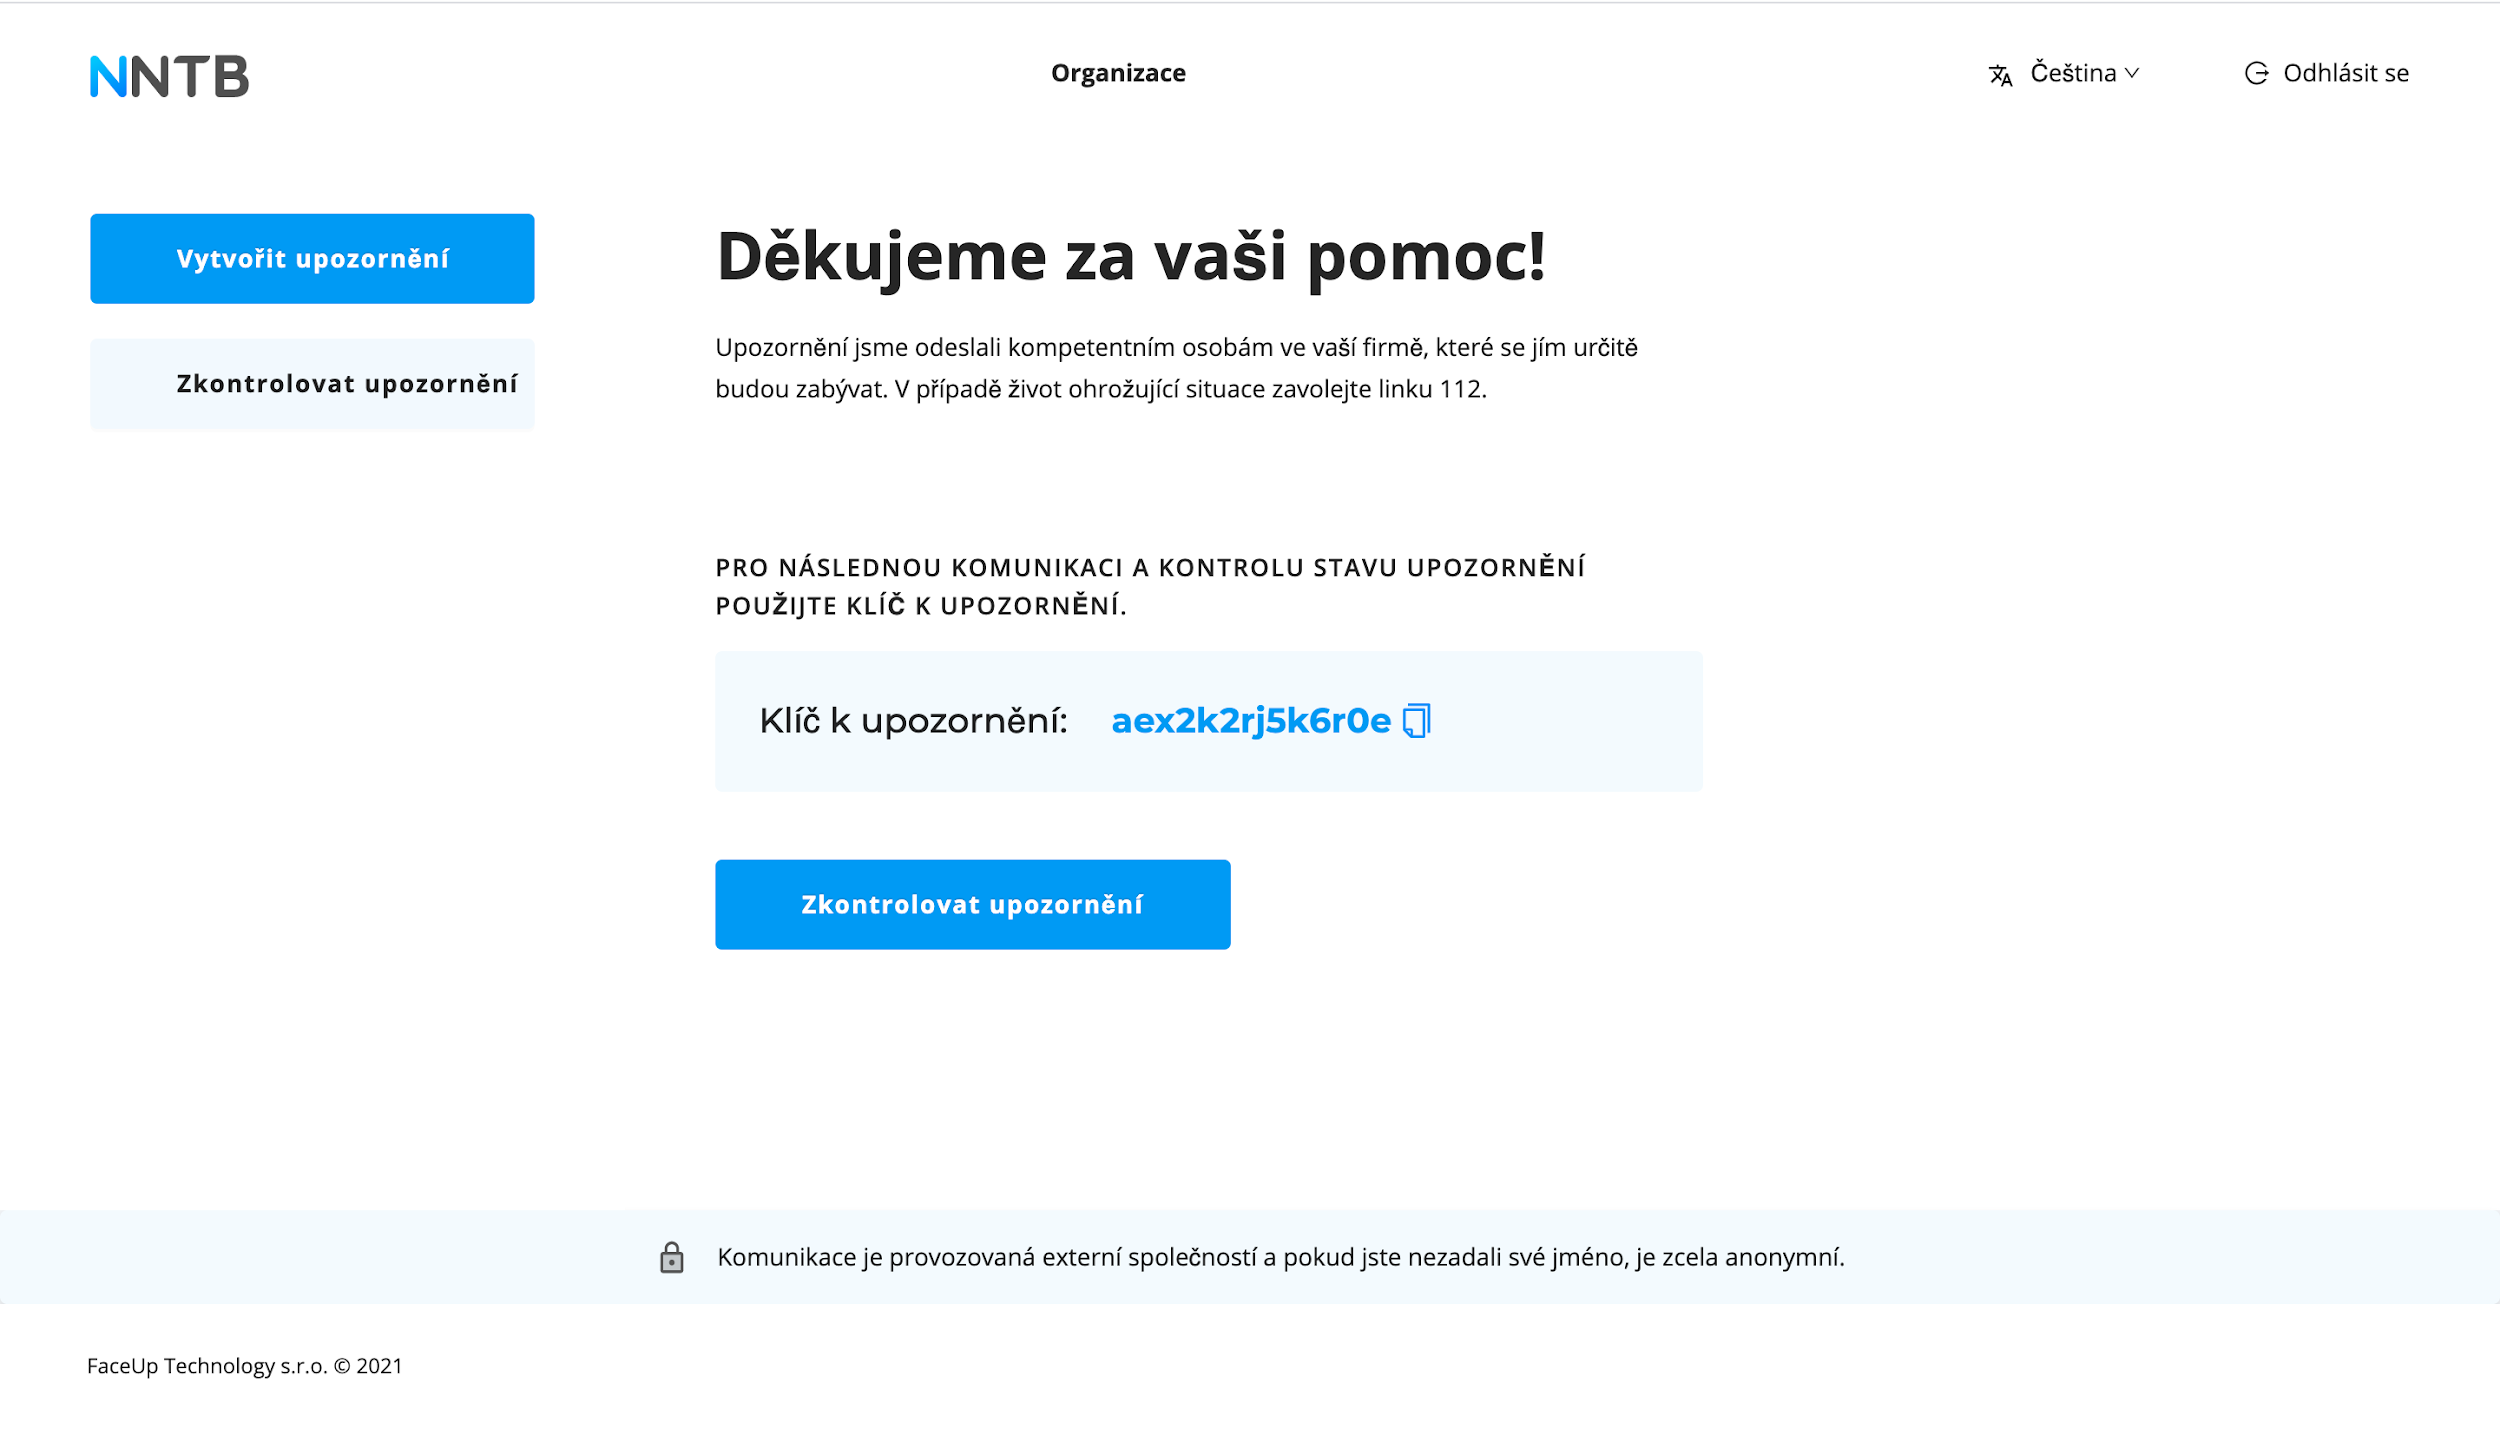 NNTB
Organizace
Čeština
Odhlásit se
Vytvořit upozornění
Zkontrolovat upozornění
Děkujeme za vaši pomoc!
Upozornění jsme odeslali kompetentním osobám ve vaší firmě, které se jím určitě
budou zabývat. V případě život ohrožující situace zavolejte linku 112.
PRO NÁSLEDNOU KOMUNIKACI A KONTROLU STAVU UPOZORNĚNÍ
POUŽIJTE KLÍČ K UPOZORNĚNÍ.
Klíč k upozornění: aex2k2rj5k6r0e
Zkontrolovat upozornění
Komunikace je provozovaná externí společností a pokud jste nezadali své jméno, je zcela anonymní.
FaceUp Technology s.r.o. © 2021